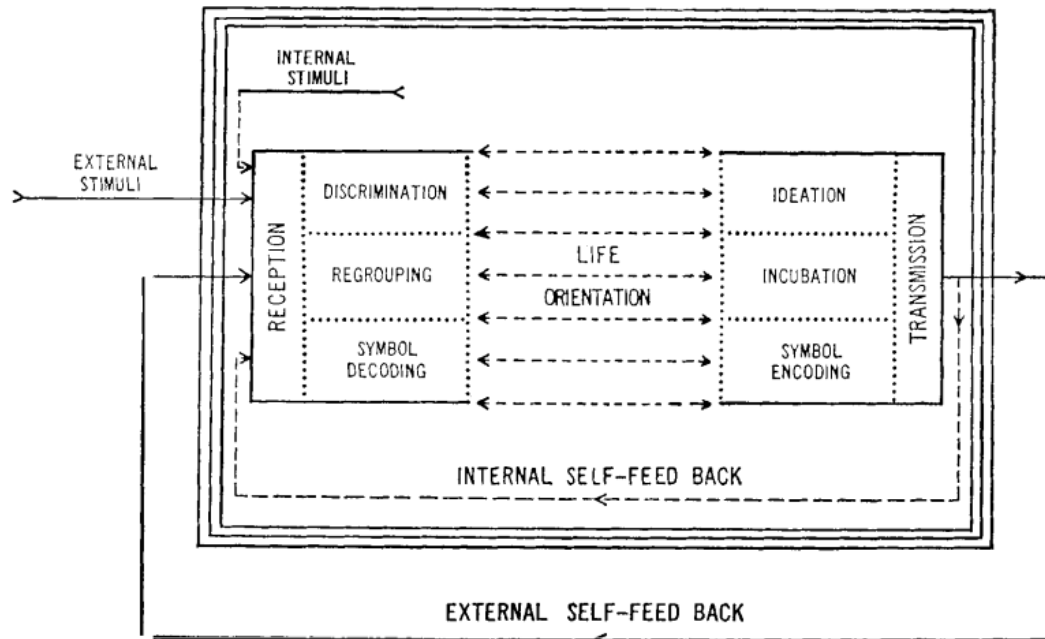 INTERNAL
STIMULI
EXTERNAL
STIMULI
RECEPTION
DISCRIMINATION
REGROUPING
SYMBOL
DECODING
LIFE
ORIENTATION
IDEATION
INCUBATION
SYMBOL
ENCODING
TRANSMISSION
INTERNAL SELF-FEED BACK
EXTERNAL SELF-FEED BACK